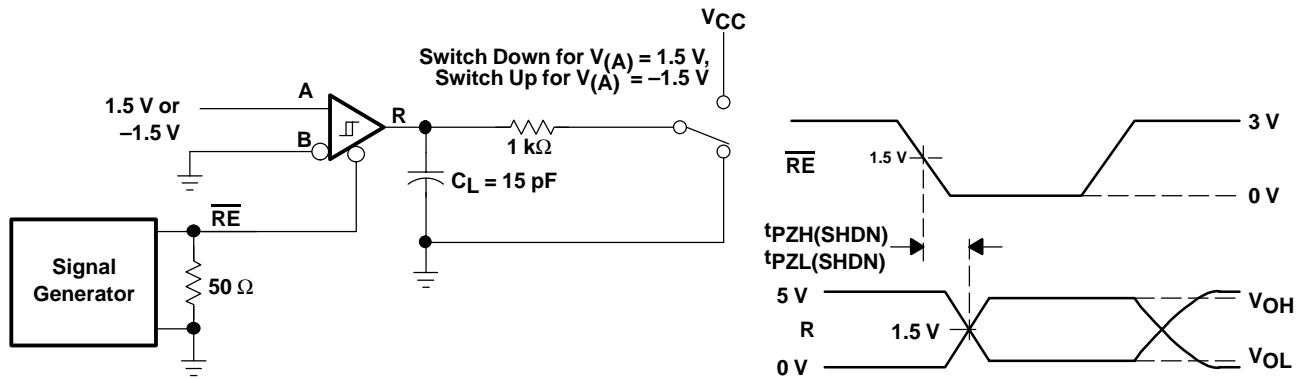 VCC
Switch Down for V(A) = 1.5 V,
Switch Up for V(A) = –1.5 V
A
1.5 V or
–1.5 V
R
B
1 kΩ
CL = 15 pF
RE
Signal
Generator
50 Ω
3 V
1.5 V
RE
0 V
tPZH(SHDN)
tPZL(SHDN)
5 V
VOH
R
1.5 V
0 V
VOL